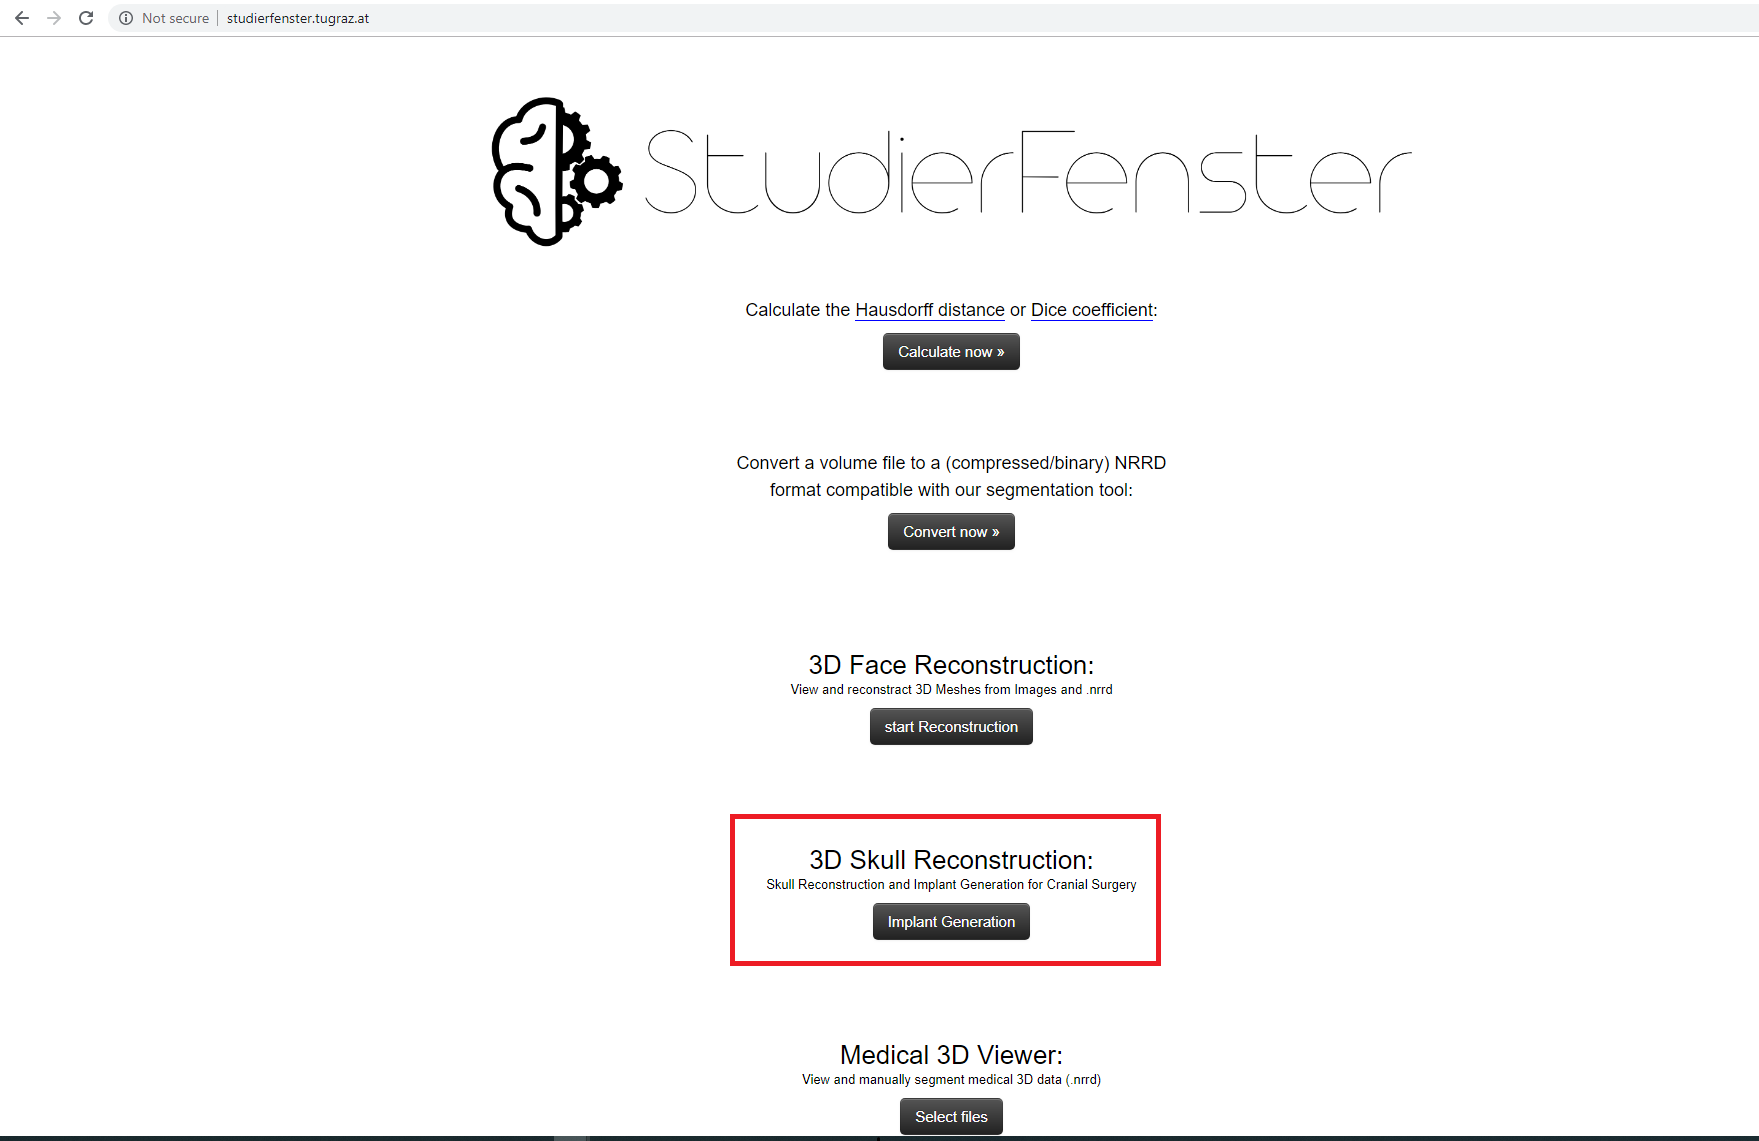 Not secure studierfenster.tugraz.at
StudierFenster
Calculate the Hausdorff distance or Dice coefficient:
Calculate now »
Convert a volume file to a (compressed/binary) NRRD
format compatible with our segmentation tool:
Convert now »
3D Face Reconstruction:
View and reconstract 3D Meshes from Images and .nrrd
start Reconstruction
3D Skull Reconstruction:
Skull Reconstruction and Implant Generation for Cranial Surgery
Implant Generation
Medical 3D Viewer:
View and manually segment medical 3D data (.nrrd)
Select files